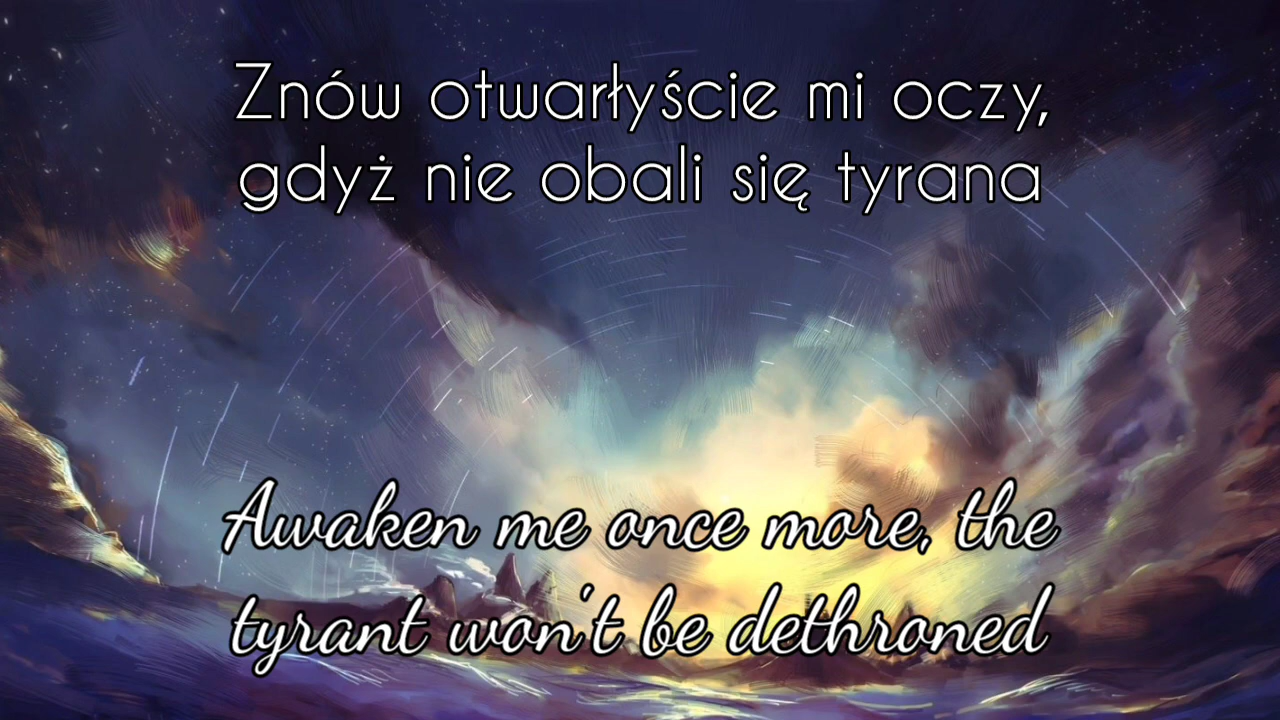 Znów otwarłyście mi oczy,
gdyż nie obali się tyrana
Awaken me once more, the
tyrant won't be dethroned